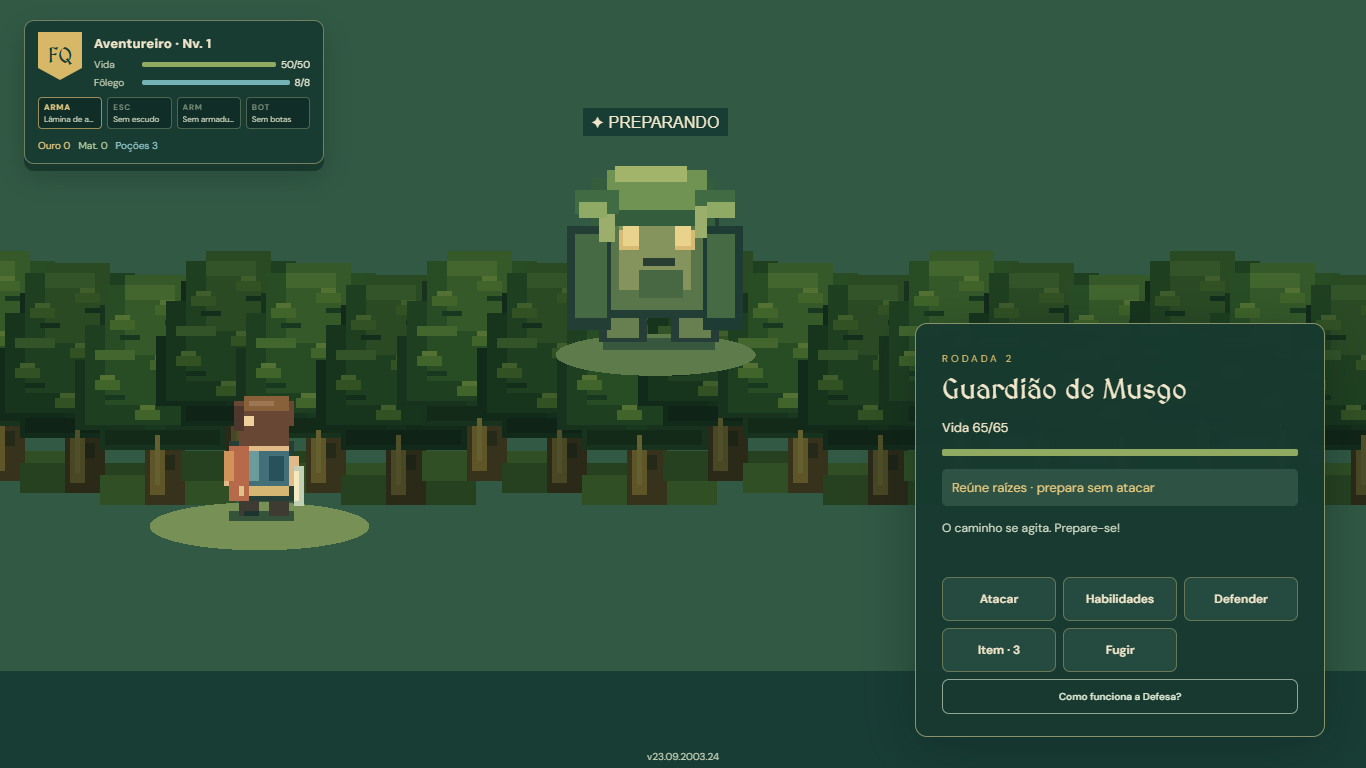 FQ
Aventureiro · Nv. 1
Vida 50/50
Fôlego 8/8
ARMA ESC ARM BOT
Lâmina de a... Sem escudo Sem armadu... Sem botas
Ouro 0 Mat. 0 Poções 3
✦ PREPARANDO
RODADA 2
Guardião de Musgo
Vida 65/65
Reúne raízes · prepara sem atacar
O caminho se agita. Prepare-se!
Atacar Habilidades Defender
Item · 3 Fugir
Como funciona a Defesa?
v23.09.2003.24